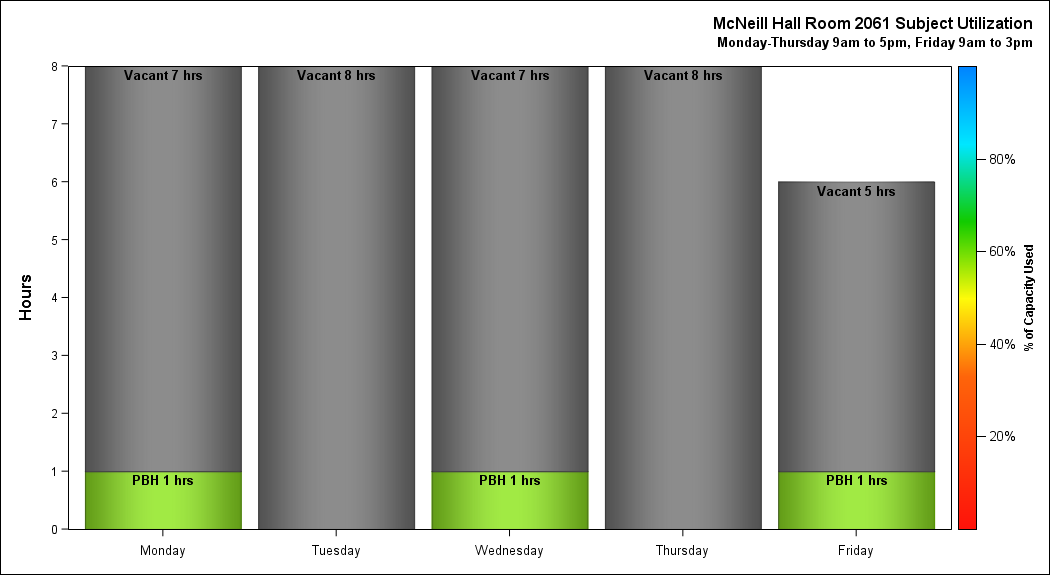 McNeill Hall Room 2061 Subject Utilization
Monday-Thursday 9am to 5pm, Friday 9am to 3pm
8
7
6
5
4
3
2
1
0
Hours
Vacant 7 hrs
Vacant 8 hrs
Vacant 7 hrs
Vacant 8 hrs
Vacant 5 hrs
PBH 1 hrs
PBH 1 hrs
PBH 1 hrs
Monday
Tuesday
Wednesday
Thursday
Friday
80%
60%
40%
20%
% of Capacity Used